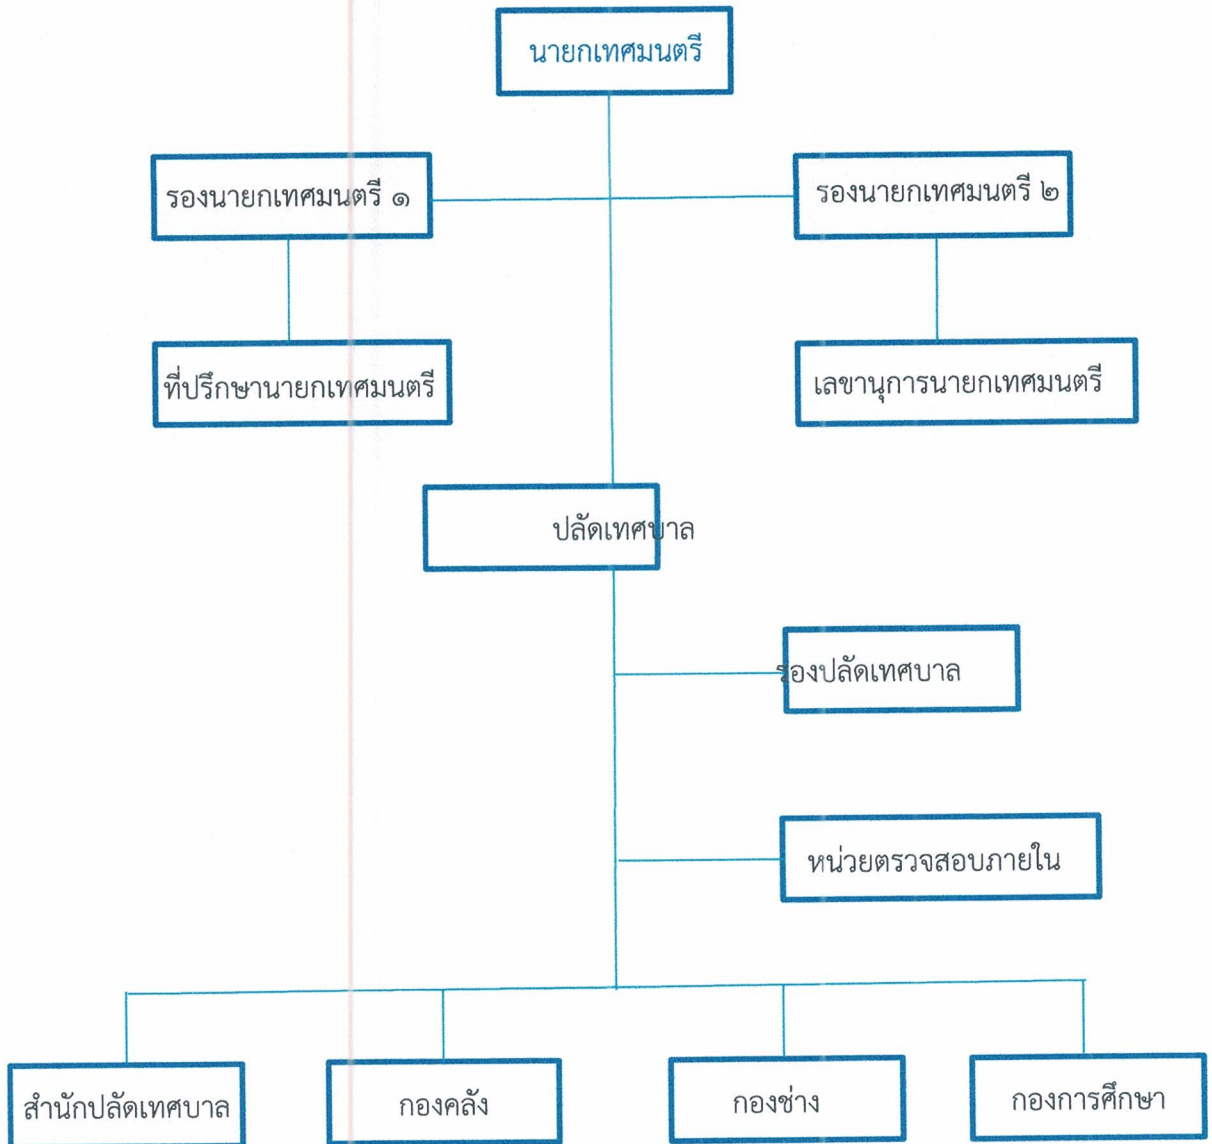 นายกเทศมนตรี
รองนายกเทศมนตรี ๑
รองนายกเทศมนตรี ๒
ที่ปรึกษานายกเทศมนตรี
เลขานุการนายกเทศมนตรี
ปลัดเทศบาล
รองปลัดเทศบาล
หน่วยตรวจสอบภายใน
สำนักปลัดเทศบาล
กองคลัง
กองช่าง
กองการศึกษา